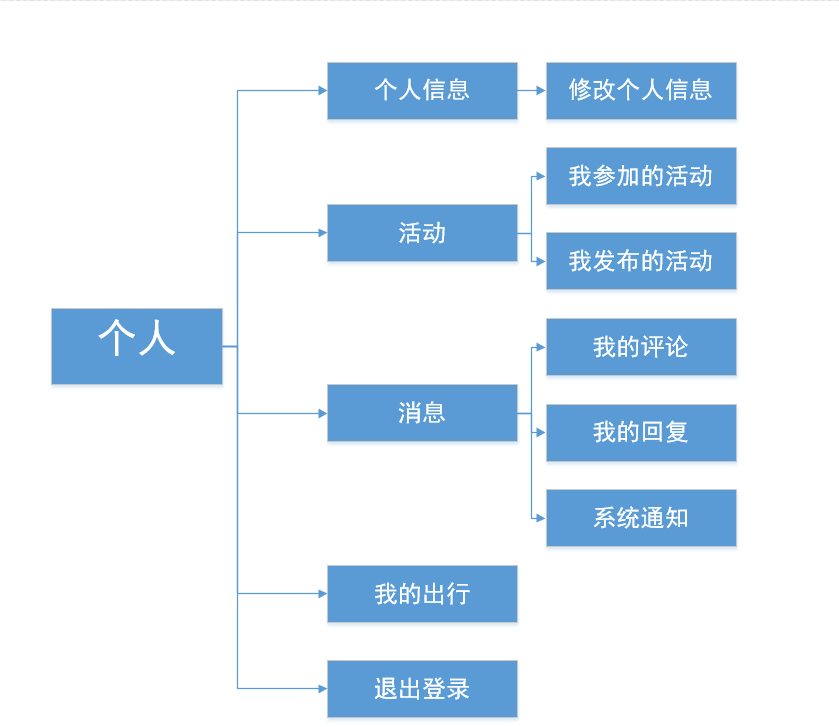 个人
个人信息
修改个人信息
活动
我参加的活动
我发布的活动
消息
我的评论
我的回复
系统通知
我的出行
退出登录